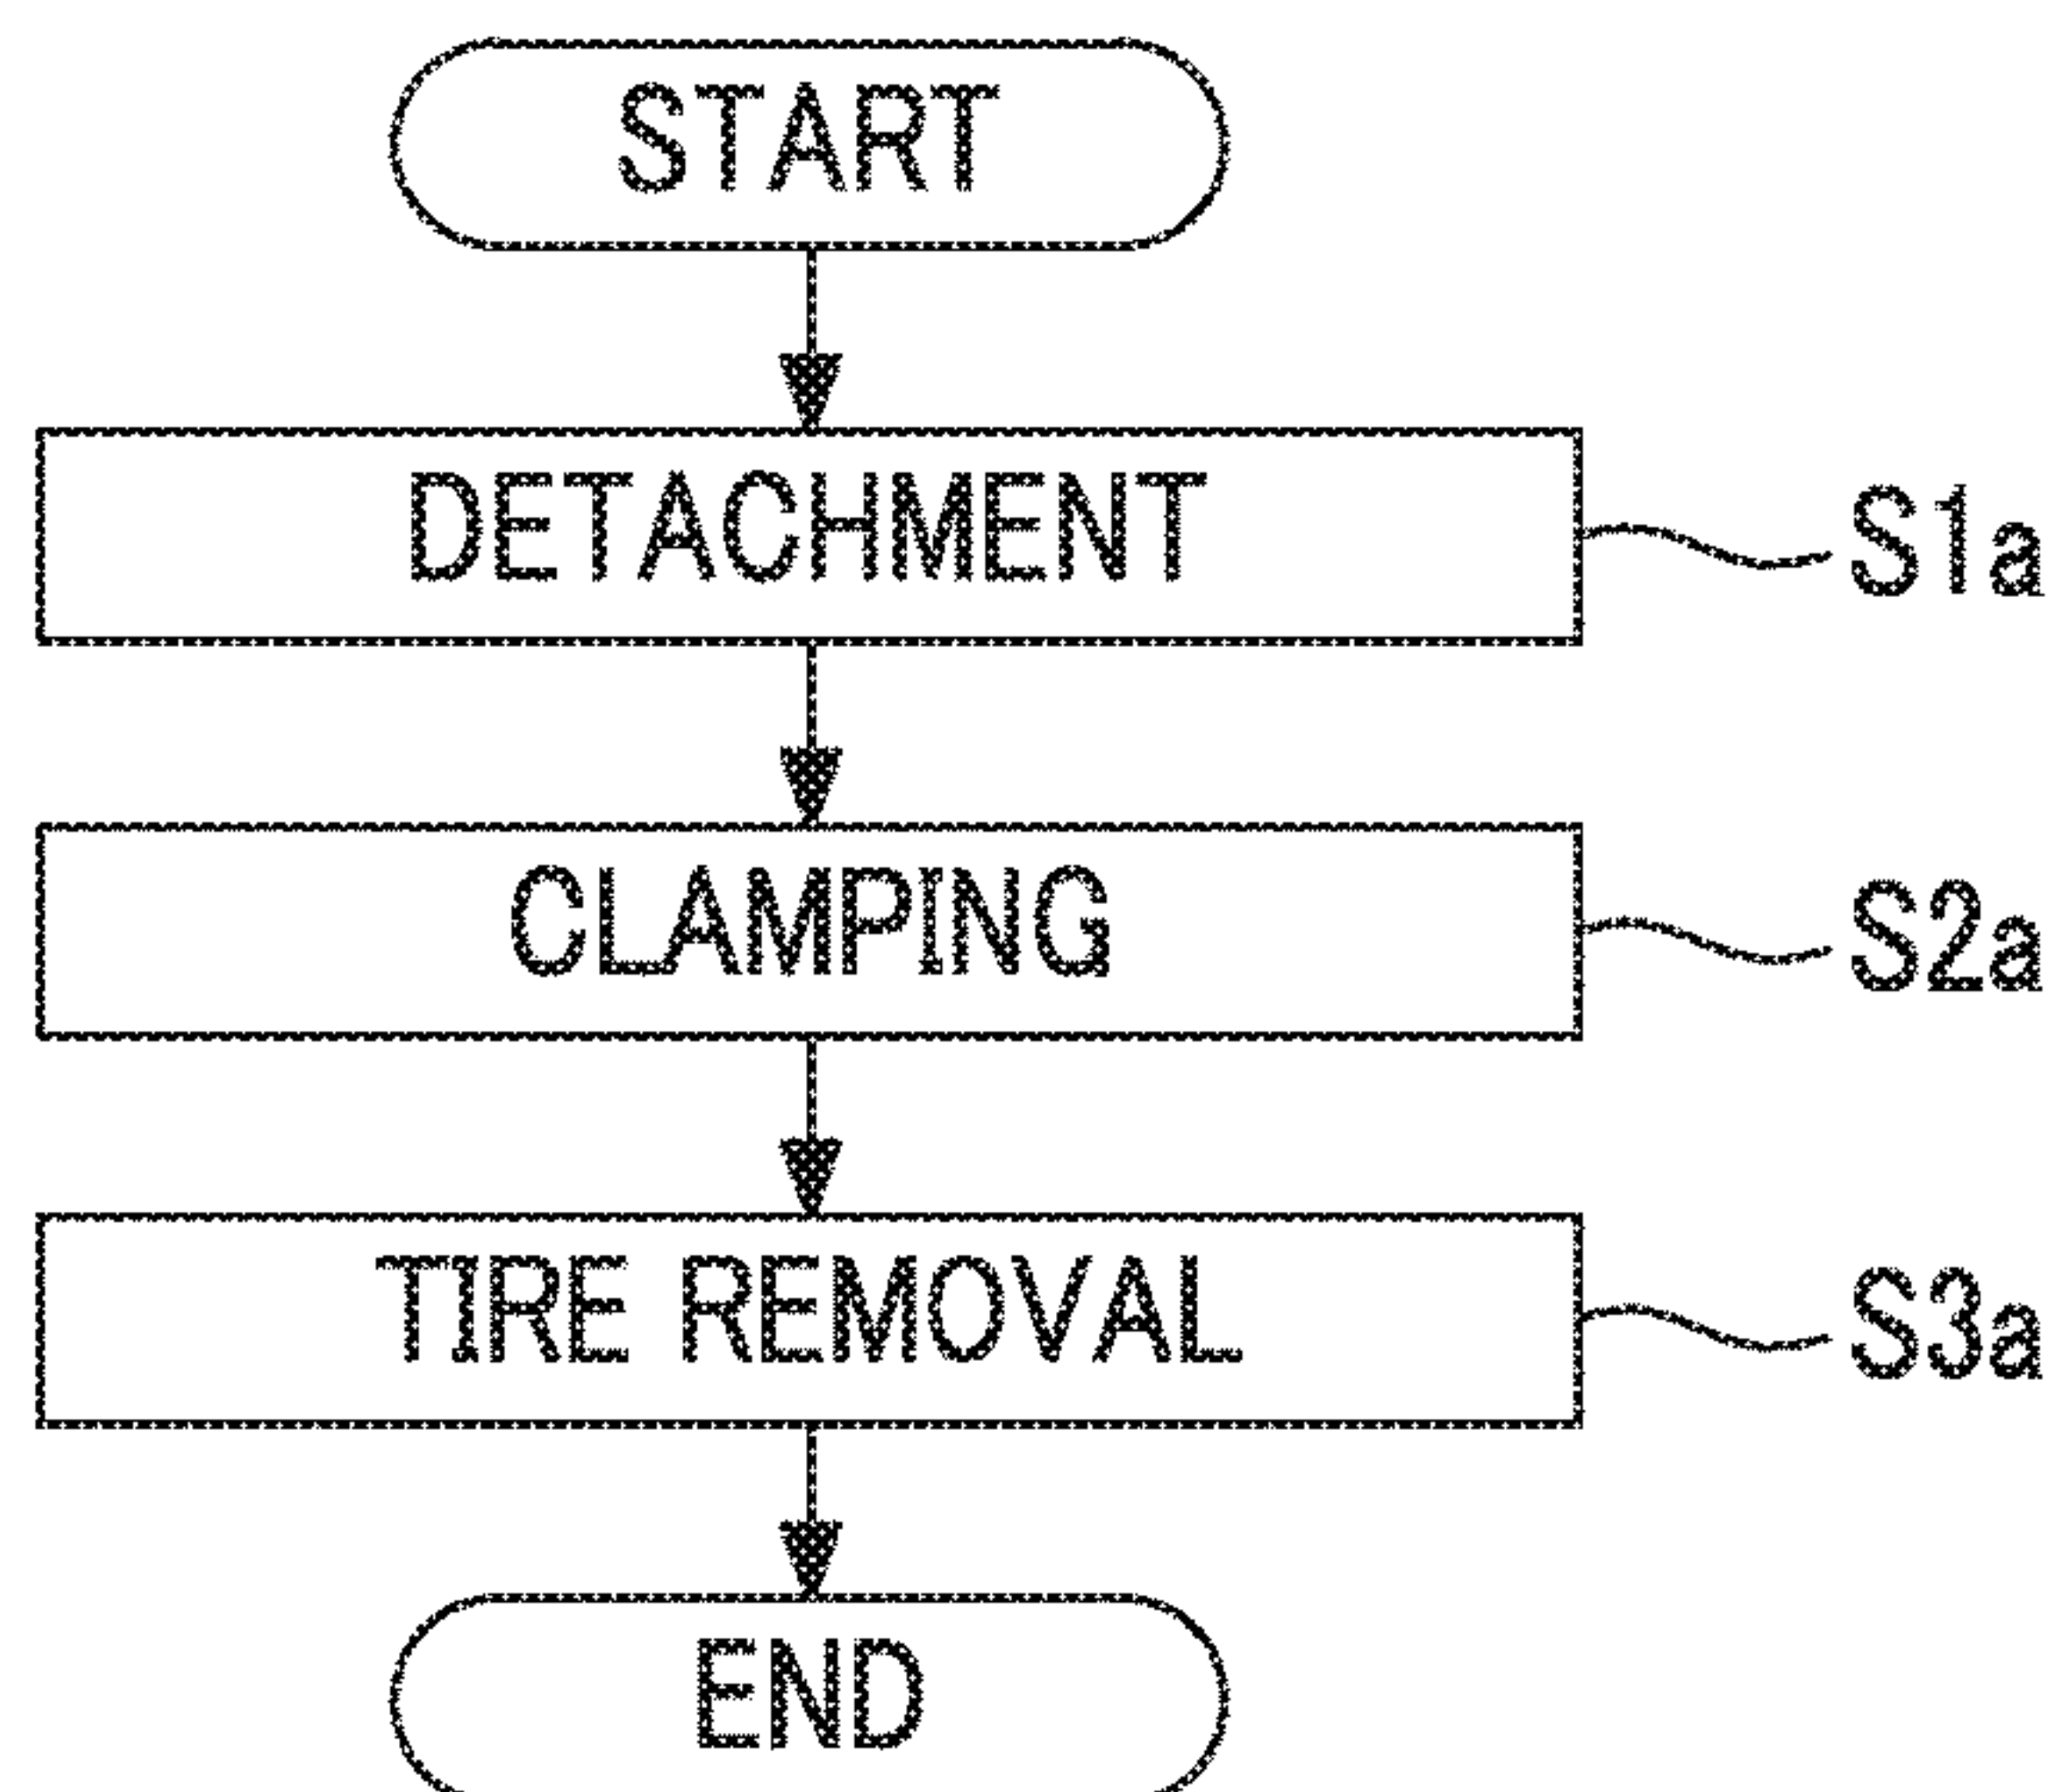 START
DETACHMENT
S1a
CLAMPING
S2a
TIRE REMOVAL
S3a
END